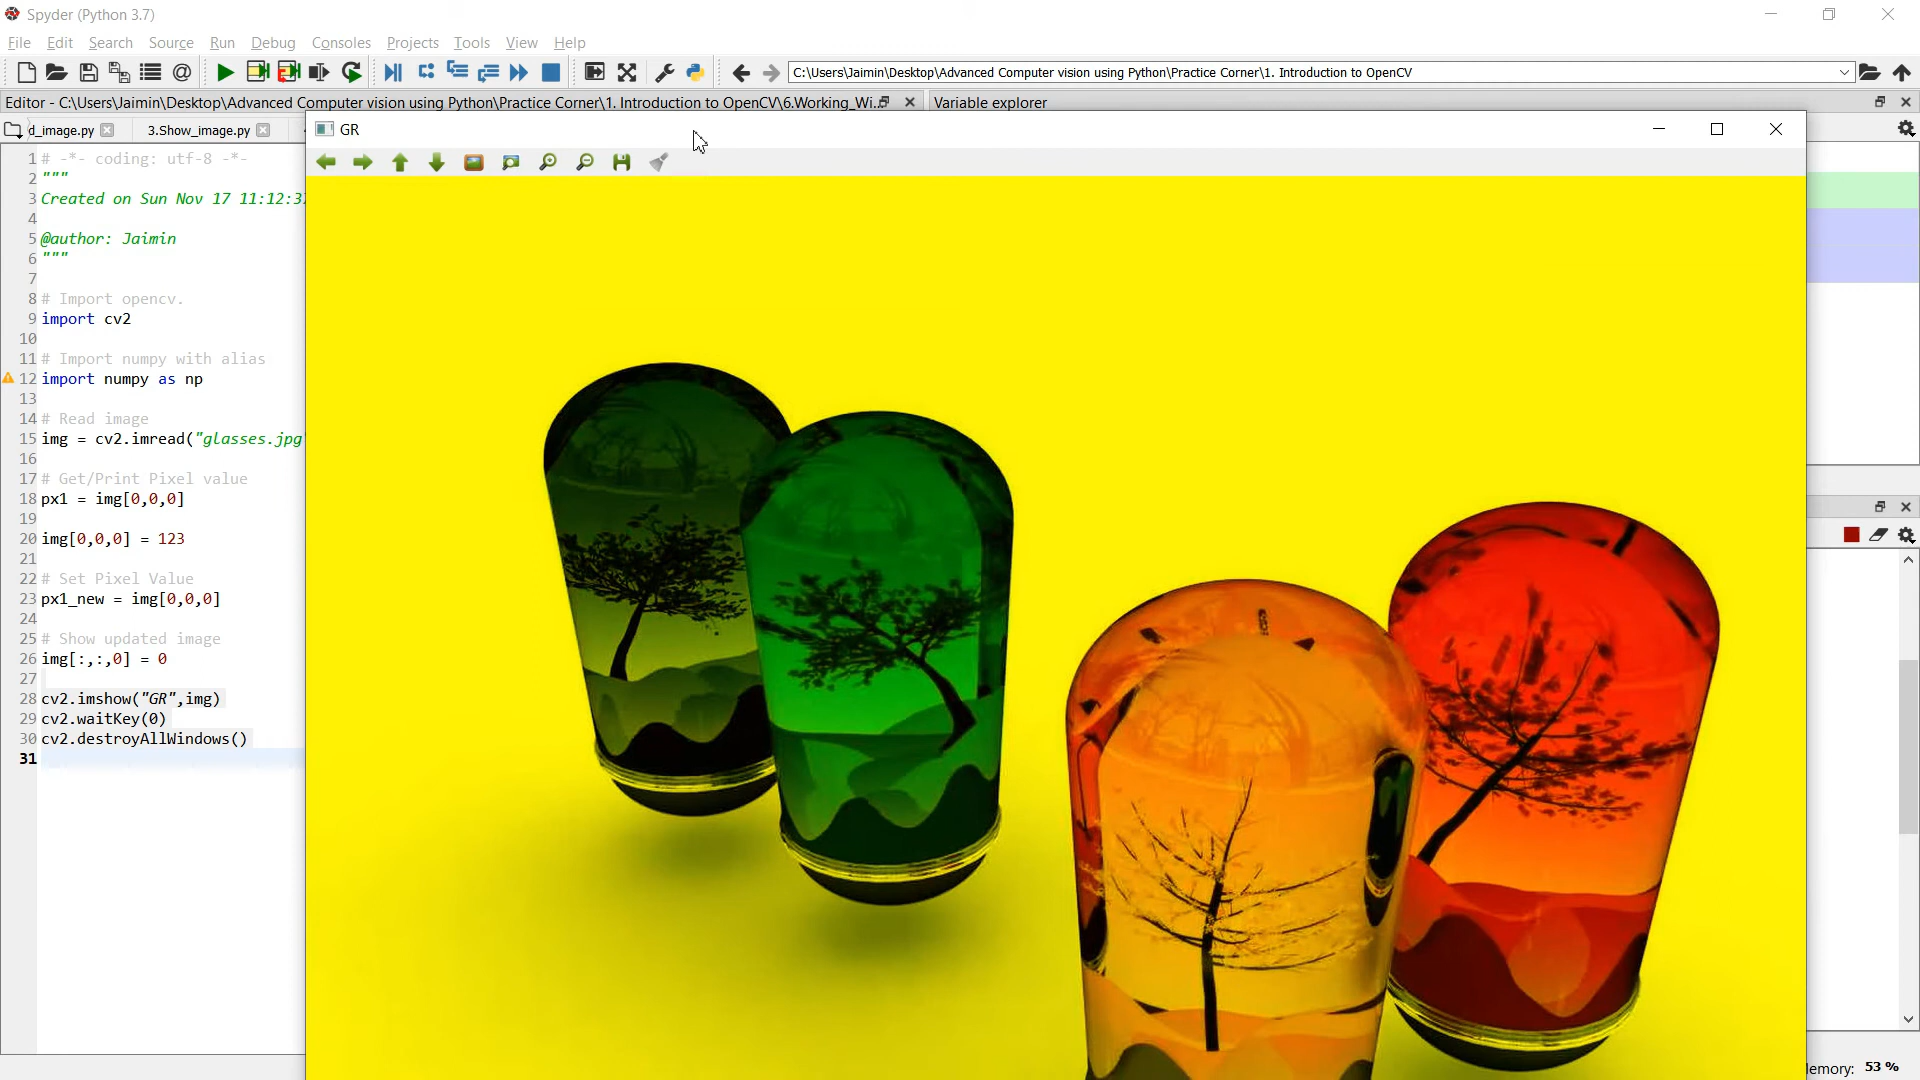 Spyder (Python 3.7)
File Edit Search Source Run Debug Consoles Projects Tools View Help
C:\Users\Jaimin\Desktop\Advanced Computer vision using Python\Practice Corner\1. Introduction to OpenCV
Editor - C:\Users\Jaimin\Desktop\Advanced Computer vision using Python\Practice Corner\1. Introduction to OpenCV\6.Working_Wi...
Variable explorer
d_image.py 3.Show_image.py
GR
1 # -*- coding: utf-8 -*-
2 """
3 Created on Sun Nov 17 11:12:3
4
5 @author: Jaimin
6 """
7
8 # Import opencv.
9 import cv2
10
11 # Import numpy with alias
12 import numpy as np
13
14 # Read image
15 img = cv2.imread("glasses.jpg
16
17 # Get/Print Pixel value
18 px1 = img[0,0,0]
19
20 img[0,0,0] = 123
21
22 # Set Pixel Value
23 px1_new = img[0,0,0]
24
25 # Show updated image
26 img[:,:,0] = 0
27
28 cv2.imshow("GR",img)
29 cv2.waitKey(0)
30 cv2.destroyAllWindows()
31
emory: 53 %